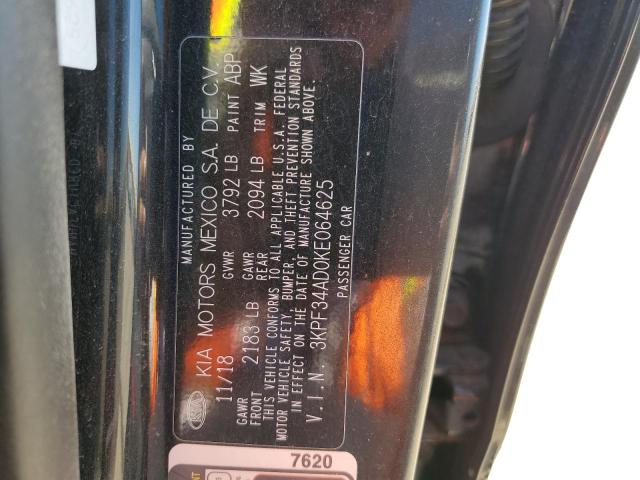 MANUFACTURED BY
KIA MOTORS MEXICO S.A. DE C.V.
11/18 GVWR 3792 LB PAINT ABP
GAWR FRONT 2183 LB GAWR REAR 2094 LB TRIM WK
THIS VEHICLE CONFORMS TO ALL APPLICABLE U.S.A. FEDERAL
MOTOR VEHICLE SAFETY, BUMPER, AND THEFT PREVENTION STANDARDS
IN EFFECT ON THE DATE OF MANUFACTURE SHOWN ABOVE.
V.I.N. 3KPF34AD0KE064625
PASSENGER CAR
7620